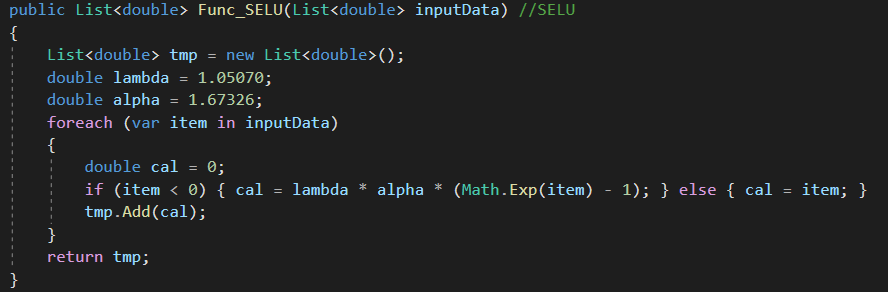 public List<double> Func_SELU(List<double> inputData) //SELU
{
List<double> tmp = new List<double>();
double lambda = 1.05070;
double alpha = 1.67326;
foreach (var item in inputData)
{
double cal = 0;
if (item < 0) { cal = lambda * alpha * (Math.Exp(item) - 1); } else { cal = item; }
tmp.Add(cal);
}
return tmp;
}